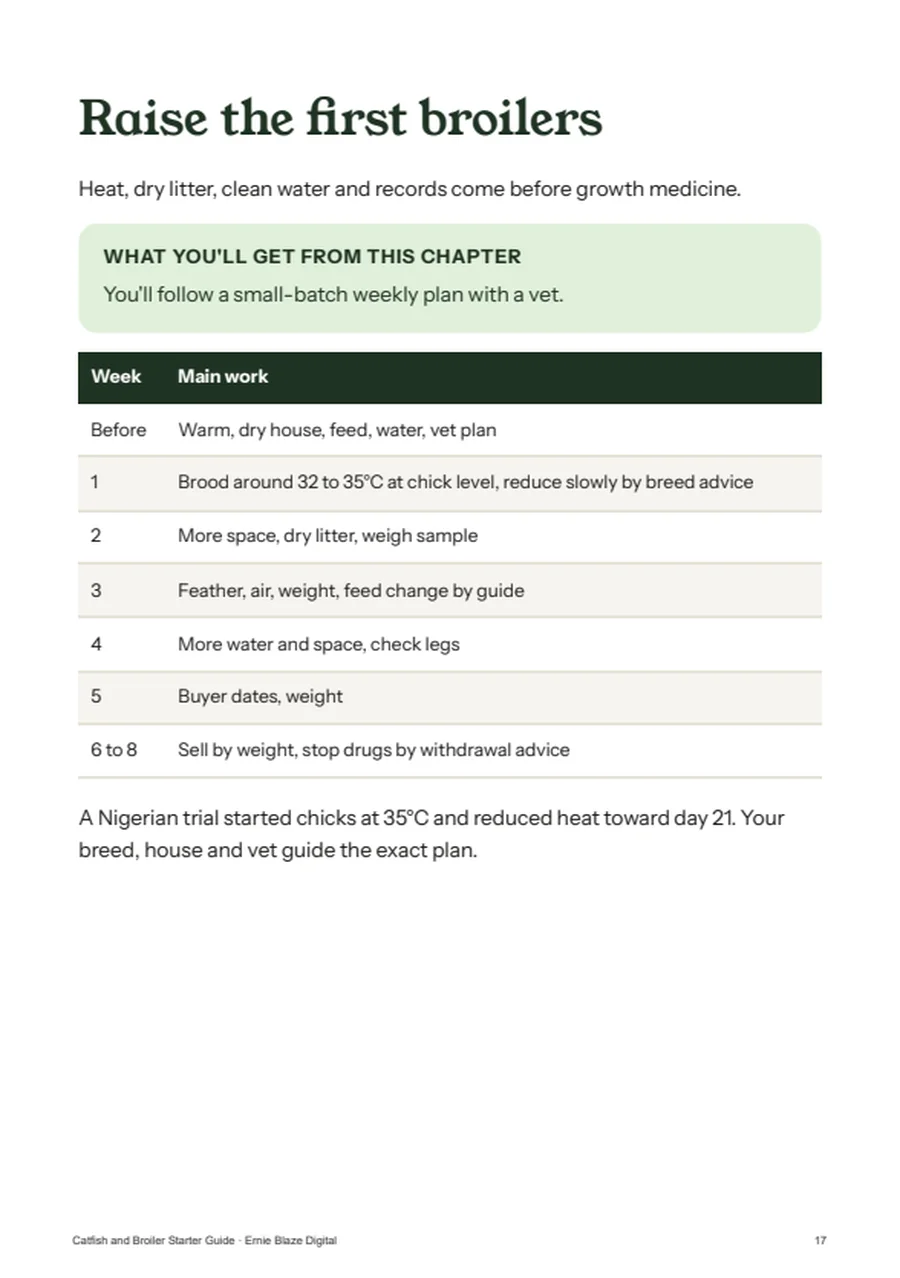 Raise the first broilers
Heat, dry litter, clean water and records come before growth medicine.
WHAT YOU'LL GET FROM THIS CHAPTER
You'll follow a small-batch weekly plan with a vet.
Week Main work
Before Warm, dry house, feed, water, vet plan
1 Brood around 32 to 35°C at chick level, reduce slowly by breed advice
2 More space, dry litter, weigh sample
3 Feather, air, weight, feed change by guide
4 More water and space, check legs
5 Buyer dates, weight
6 to 8 Sell by weight, stop drugs by withdrawal advice
A Nigerian trial started chicks at 35°C and reduced heat toward day 21. Your
breed, house and vet guide the exact plan.
Catfish and Broiler Starter Guide · Ernie Blaze Digital 17